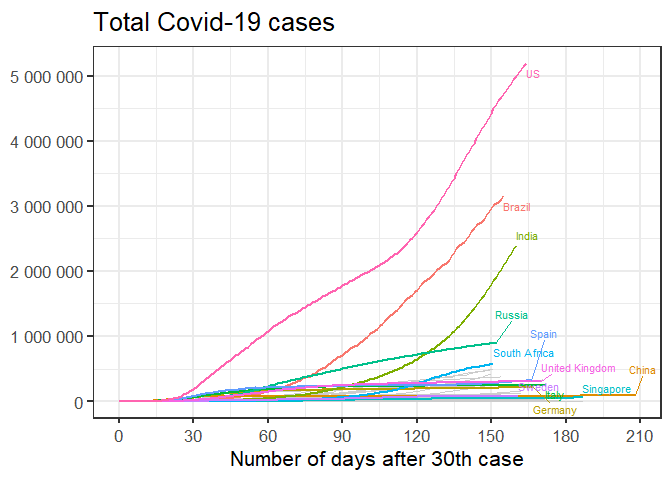 Total Covid-19 cases
5 000 000
4 000 000
3 000 000
2 000 000
1 000 000
0
US
Brazil
India
Russia
Spain
South Africa
United Kingdom
China
Sweden
Italy
Singapore
Germany
0 30 60 90 120 150 180 210
Number of days after 30th case